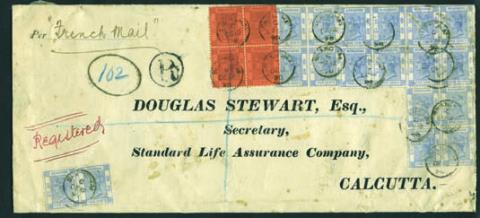 Per "French Mail"
102
R
DOUGLAS STEWART, Esq.,
Registered
Secretary,
Standard Life Assurance Company,
CALCUTTA.